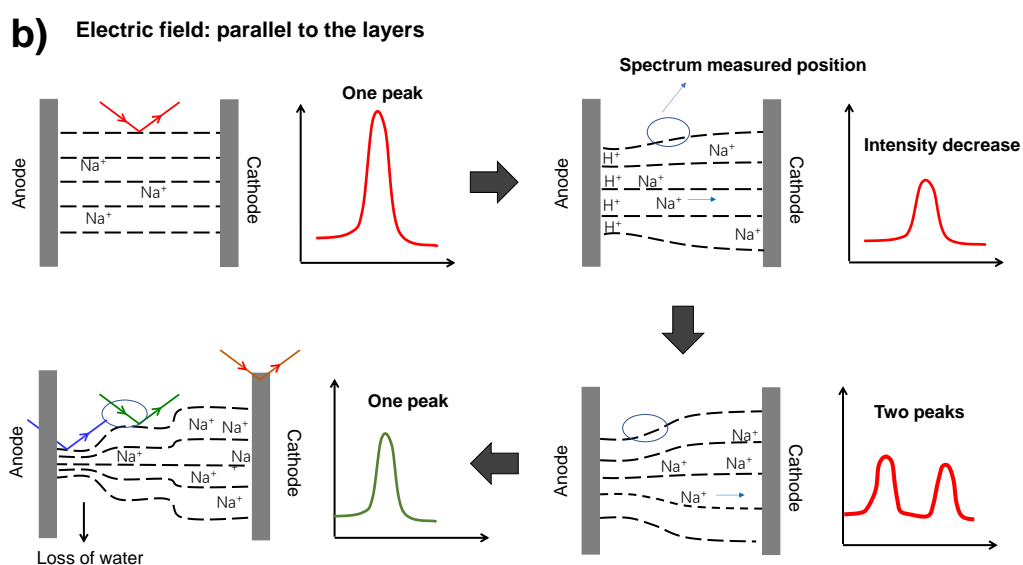 b) Electric field: parallel to the layers
Anode
Na⁺
Na⁺
Na⁺
Cathode
One peak
Spectrum measured position
Anode
H⁺
H⁺
H⁺
H⁺
Na⁺
Na⁺
Na⁺
Na⁺
Cathode
Intensity decrease
Anode
Na⁺
Na⁺
Na⁺
Na
Na⁺
Na⁺
Cathode
Loss of water
One peak
Anode
Na⁺
Na⁺
Na⁺
Na⁺
Cathode
Two peaks